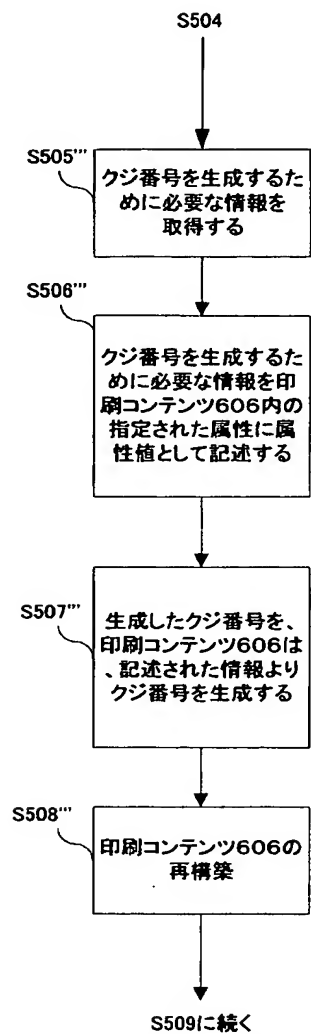 S504
S505'''
クジ番号を生成するた
めに必要な情報を
取得する
S506'''
クジ番号を生成するた
めに必要な情報を印
刷コンテンツ606内の
指定された属性に属
性値として記述する
S507'''
生成したクジ番号を、
印刷コンテンツ606は
、記述された情報より
クジ番号を生成する
S508'''
印刷コンテンツ606の
再構築
S509に続く